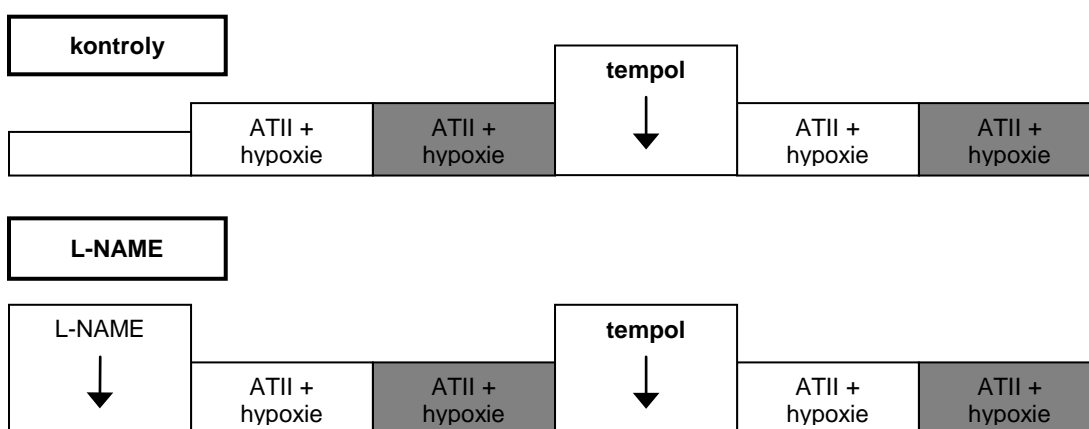 kontroly
tempol
ATII +
hypoxie
ATII +
hypoxie
ATII +
hypoxie
ATII +
hypoxie
L-NAME
L-NAME
tempol
ATII +
hypoxie
ATII +
hypoxie
ATII +
hypoxie
ATII +
hypoxie